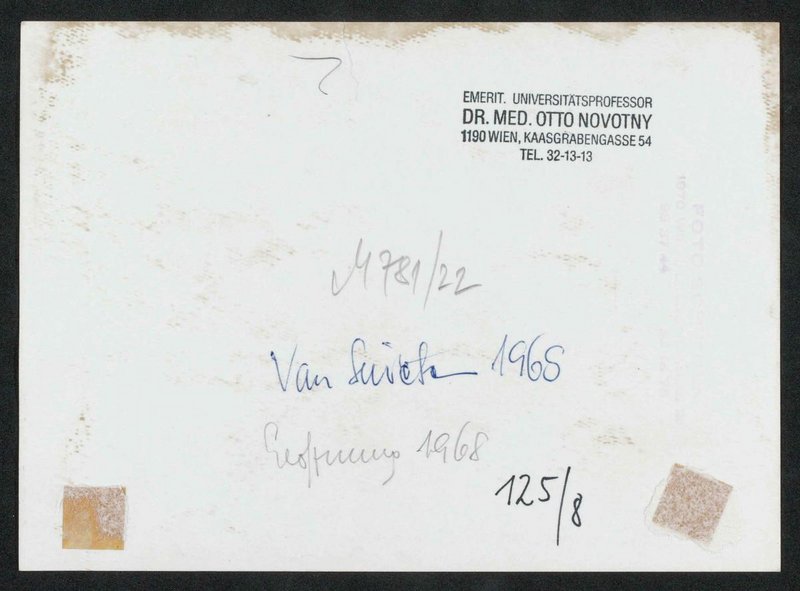 EMERIT. UNIVERSITÄTSPROFESSOR
DR. MED. OTTO NOVOTNY
1190 WIEN, KAASGRABENGASSE 54
TEL. 32-13-13
M 781/22
Van Swieten 1968
Eröffnung 1968
125/8